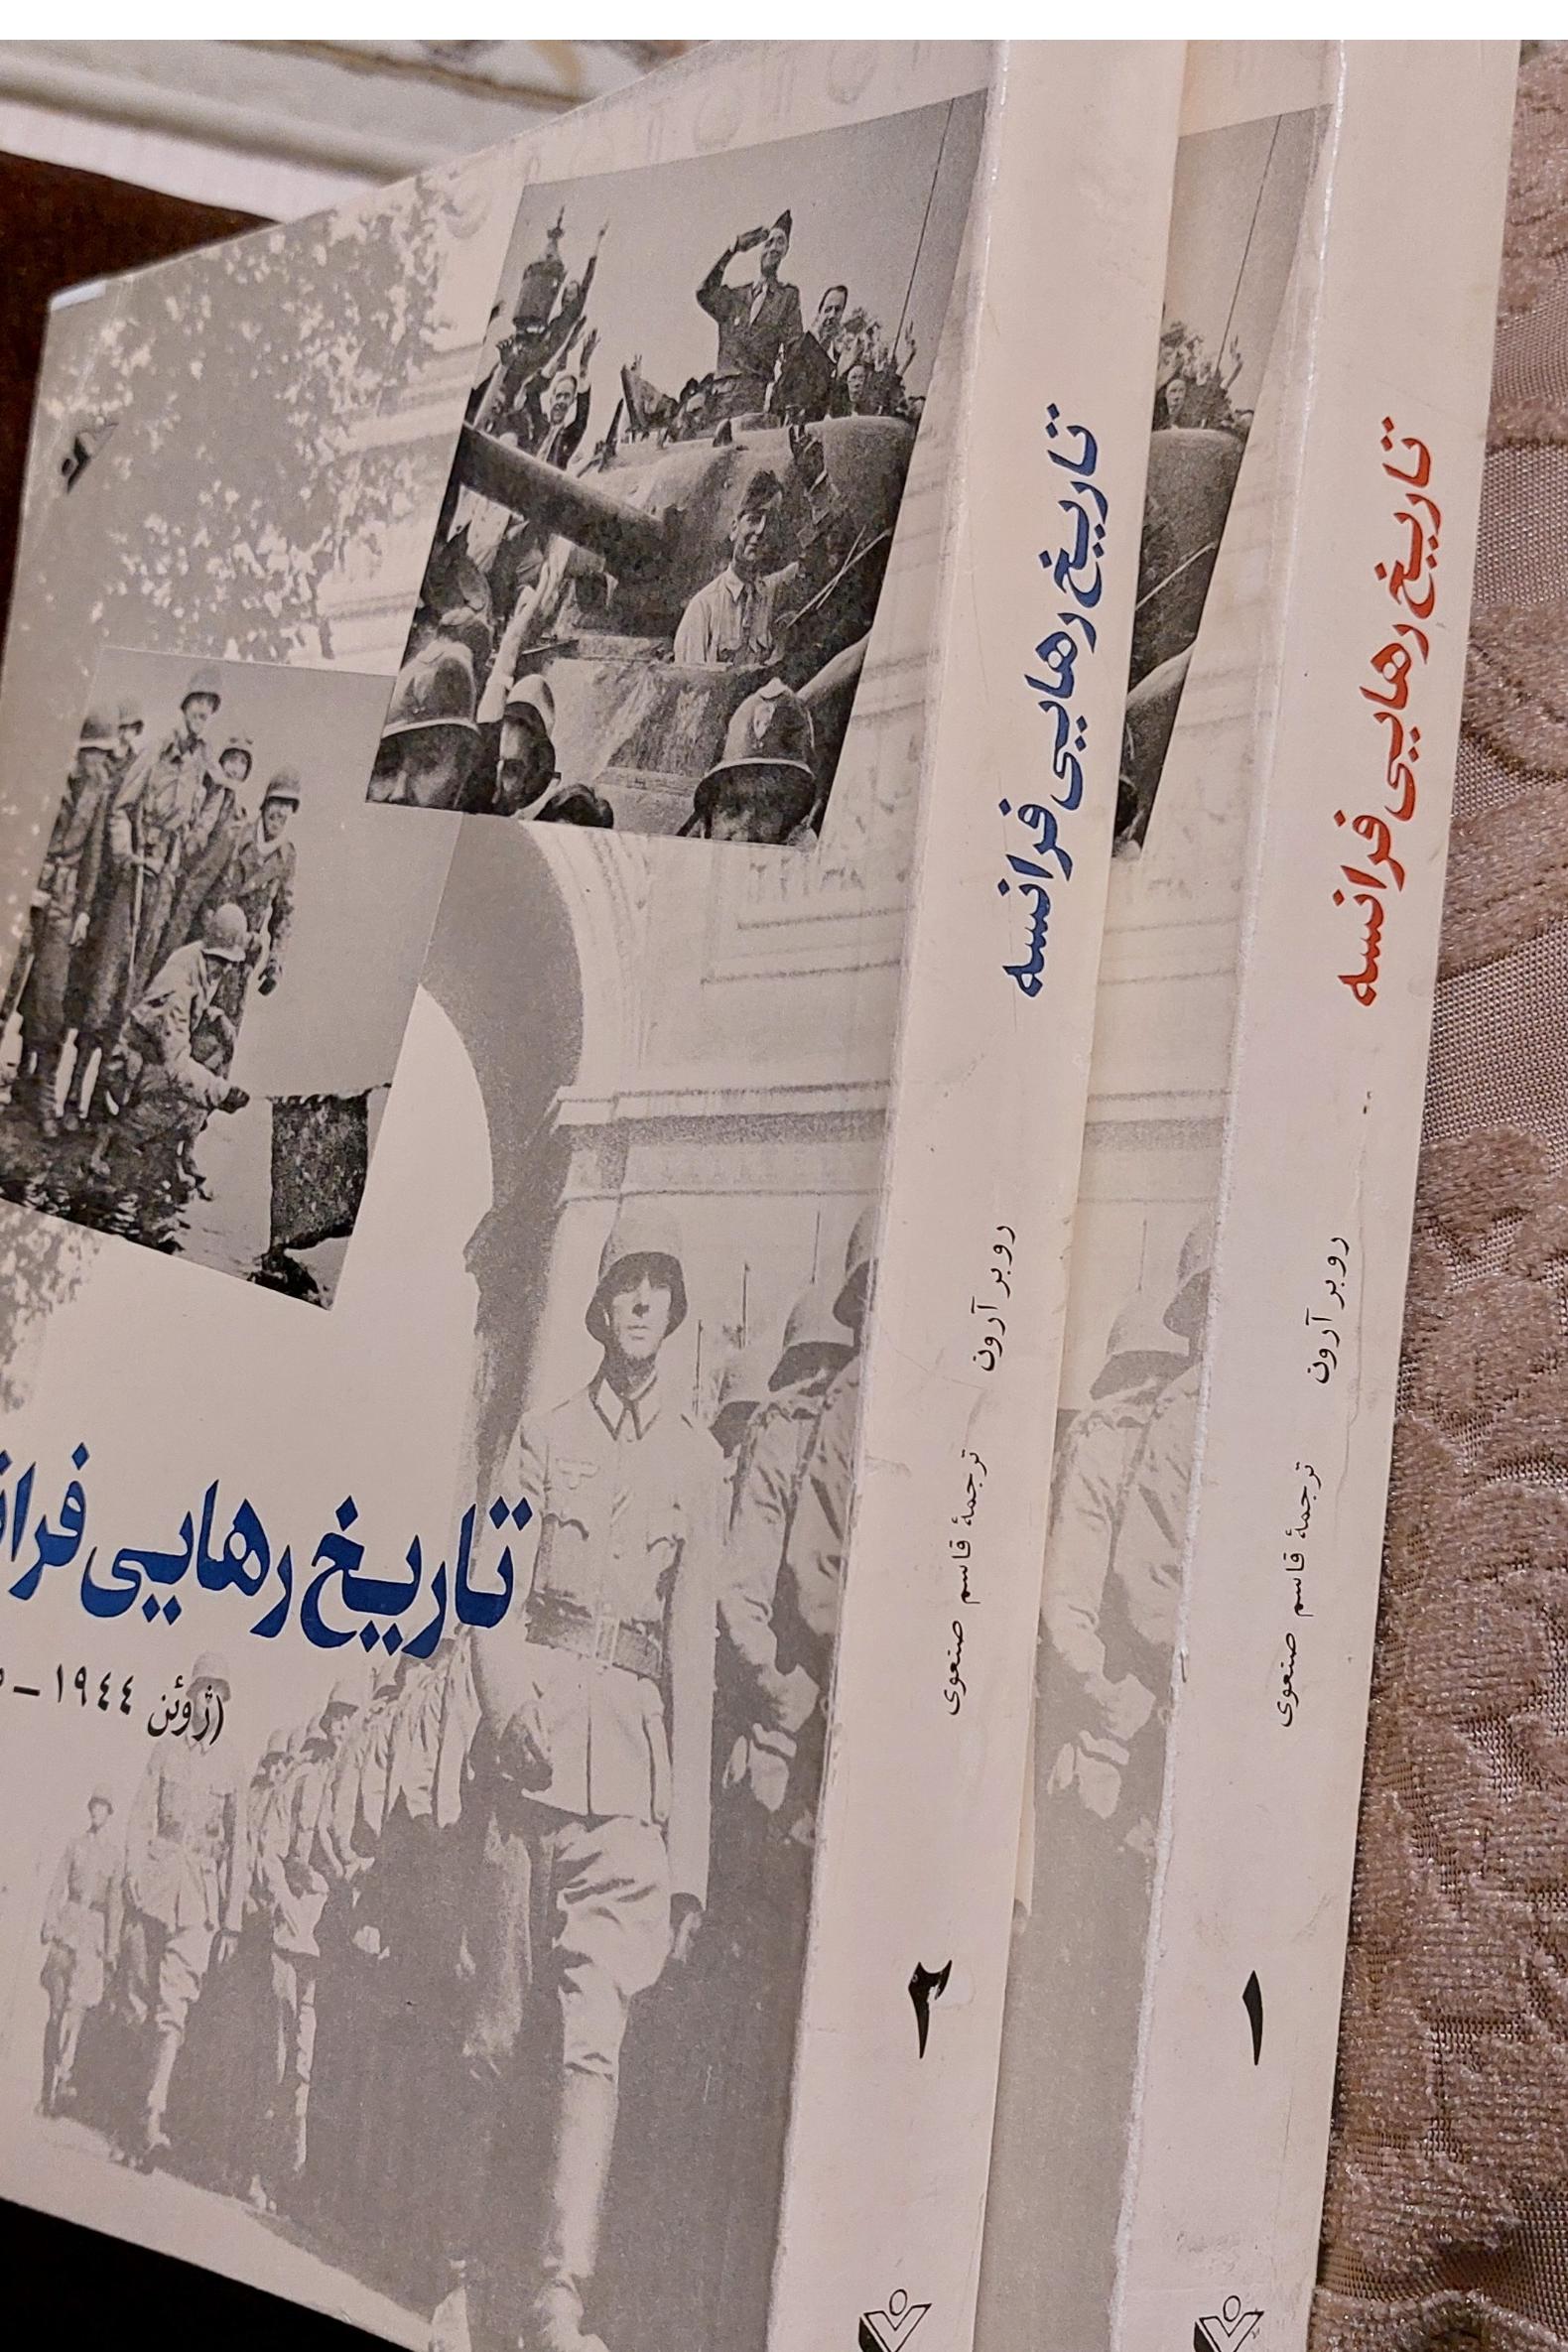 تاریخ رهایی فرانسه
روبر آرون
ترجمهٔ قاسم صنعوی
۱
تاریخ رهایی فرانسه
روبر آرون
ترجمهٔ قاسم صنعوی
۲
تاریخ رهایی
(ژوئن ۱۹۴۴ –